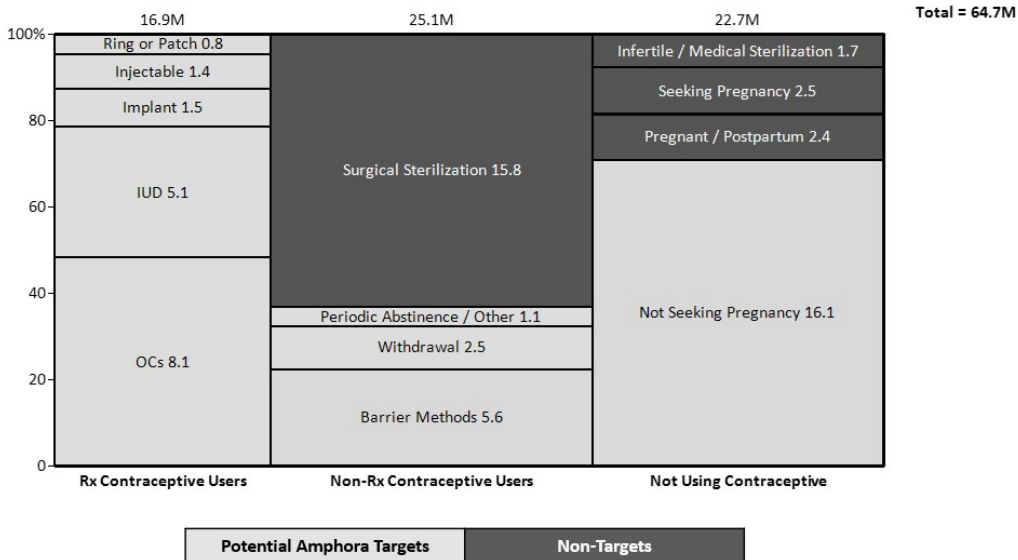 16.9M 25.1M 22.7M Total = 64.7M
100%
80
60
40
20
0
Ring or Patch 0.8
Injectable 1.4
Implant 1.5
IUD 5.1
OCs 8.1
Surgical Sterilization 15.8
Periodic Abstinence / Other 1.1
Withdrawal 2.5
Barrier Methods 5.6
Infertile / Medical Sterilization 1.7
Seeking Pregnancy 2.5
Pregnant / Postpartum 2.4
Not Seeking Pregnancy 16.1
Rx Contraceptive Users Non-Rx Contraceptive Users Not Using Contraceptive
Potential Amphora Targets Non-Targets